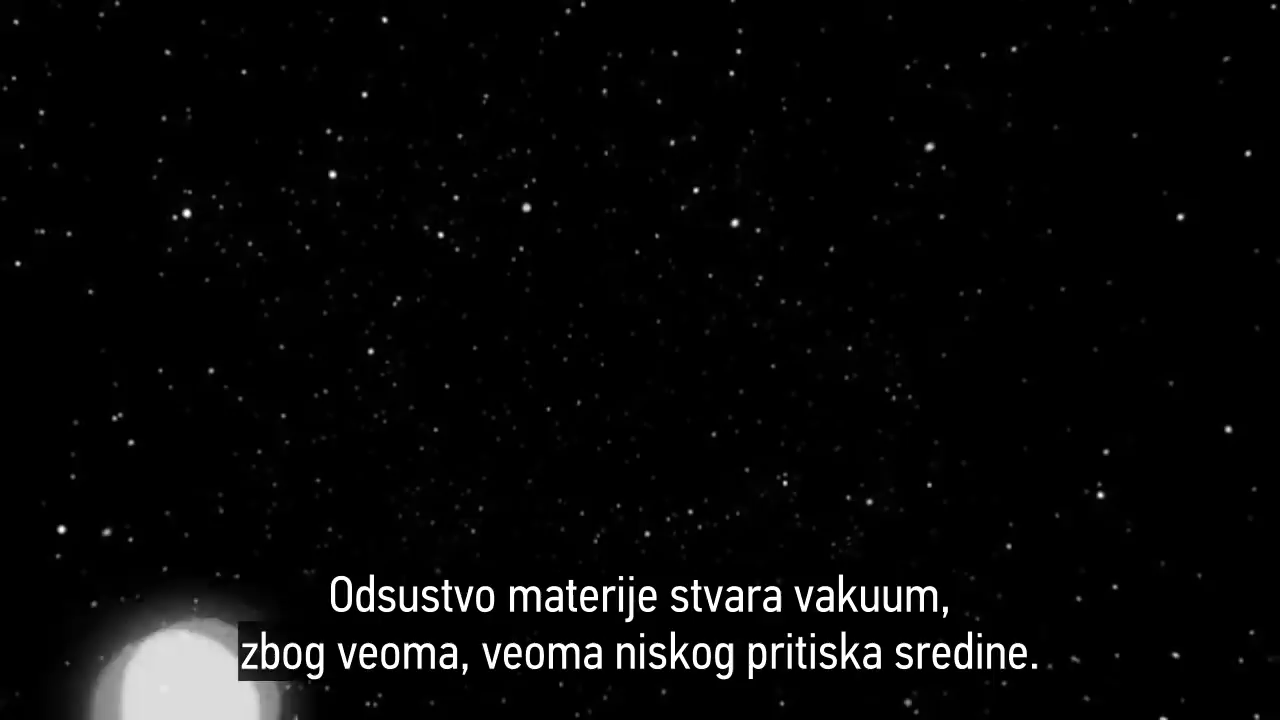 Odsustvo materije stvara vakuum,
zbog veoma, veoma niskog pritiska sredine.